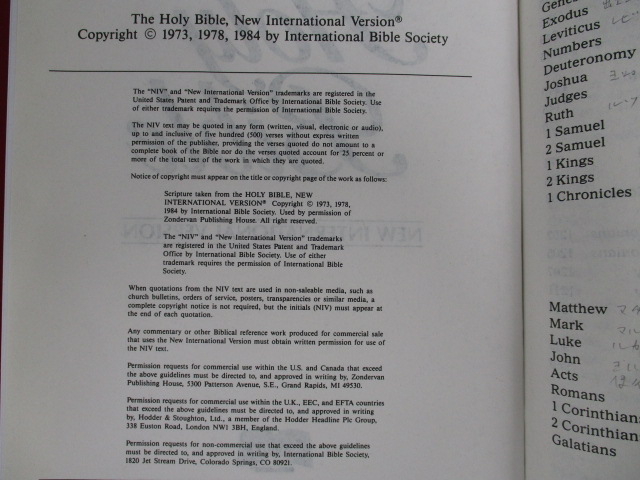 The Holy Bible, New International Version®
Copyright © 1973, 1978, 1984 by International Bible Society
The "NIV" and "New International Version" trademarks are registered in the
United States Patent and Trademark Office by International Bible Society. Use
of either trademark requires the permission of International Bible Society.
The NIV text may be quoted in any form (written, visual, electronic or audio),
up to and inclusive of five hundred (500) verses without express written
permission of the publisher, providing the verses quoted do not amount to a
complete book of the Bible nor do the verses quoted account for 25 percent or
more of the total text of the work in which they are quoted.
Notice of copyright must appear on the title or copyright page of the work as follows:
Scripture taken from the HOLY BIBLE, NEW
INTERNATIONAL VERSION® Copyright © 1973, 1978,
1984 by International Bible Society. Used by permission of
Zondervan Publishing House. All right reserved.
The "NIV" and "New International Version" trademarks
are registered in the United States Patent and Trademark
Office by International Bible Society. Use of either
trademark requires the permission of International Bible
Society.
When quotations from the NIV text are used in non-saleable media, such as
church bulletins, orders of service, posters, transparencies or similar media, a
complete copyright notice is not required, but the initials (NIV) must appear at
the end of each quotation.
Any commentary or other Biblical reference work produced for commercial sale
that uses the New International Version must obtain written permission for use of
the NIV text.
Permission requests for commercial use within the U.S. and Canada that exceed
the above guidelines must be directed to, and approved in writing by, Zondervan
Publishing House, 5300 Patterson Avenue, S.E., Grand Rapids, MI 49530.
Permission requests for commercial use within the U.K., EEC, and EFTA countries
that exceed the above guidelines must be directed to, and approved in writing
by, Hodder & Stoughton, Ltd., a member of the Hodder Headline Plc Group,
338 Euston Road, London NW1 3BH, England.
Permission requests for non-commercial use that exceed the above guidelines
must be directed to, and approved in writing by, International Bible Society,
1820 Jet Stream Drive, Colorado Springs, CO 80921.
Exodus
Leviticus
Numbers
Deuteronomy
Joshua
Judges
Ruth
1 Samuel
2 Samuel
1 Kings
2 Kings
1 Chronicles
Matthew
Mark
Luke
John
Acts
Romans
1 Corinthians
2 Corinthians
Galatians